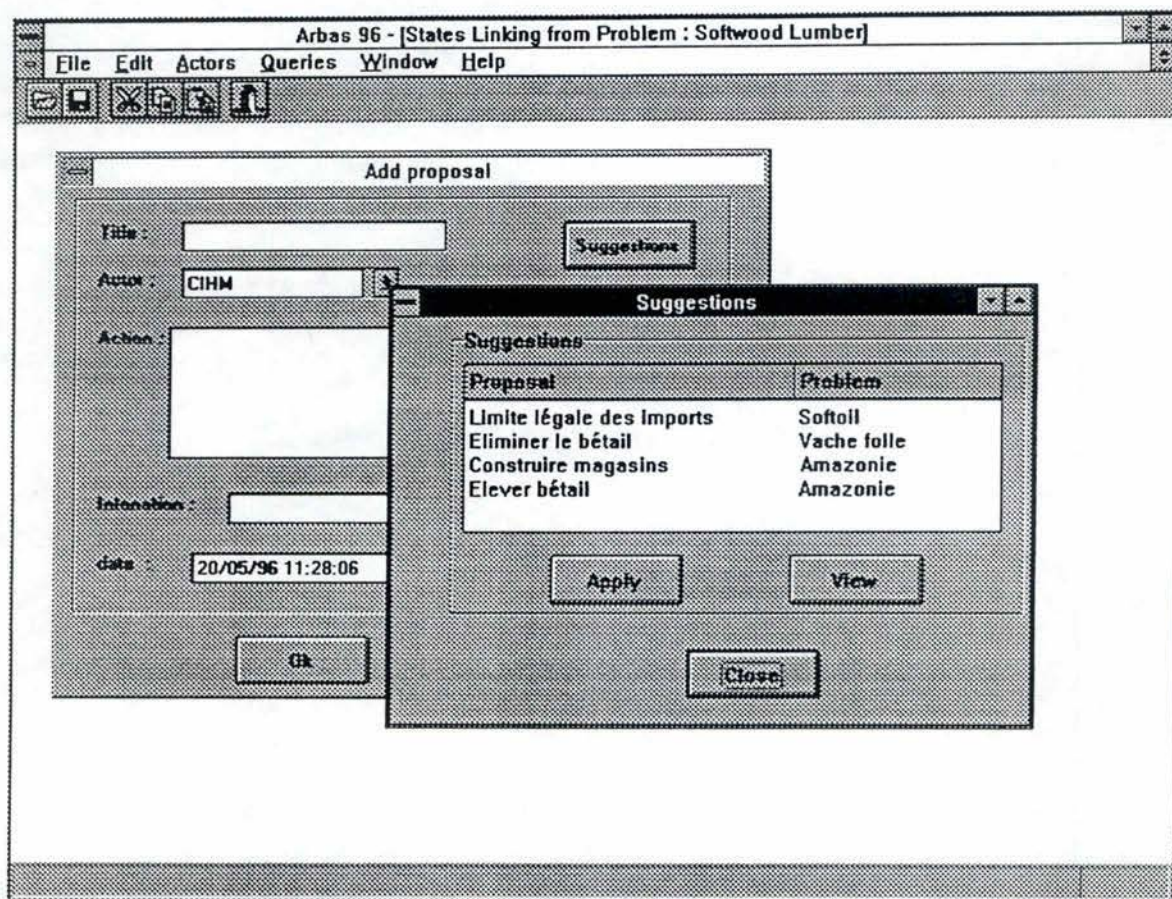 Arbas 96 - [States Linking from Problem : Softwood Lumber]
File Edit Actors Queries Window Help
Add proposal
Title :
Suggestions
Actor : CIHM
Action :
Intonation :
date : 20/05/96 11:28:06
Ok
Suggestions
Suggestions
Proposal Problem
Limite légale des imports Softoil
Eliminer le bétail Vache folle
Construire magasins Amazonie
Elever bétail Amazonie
Apply View
Close